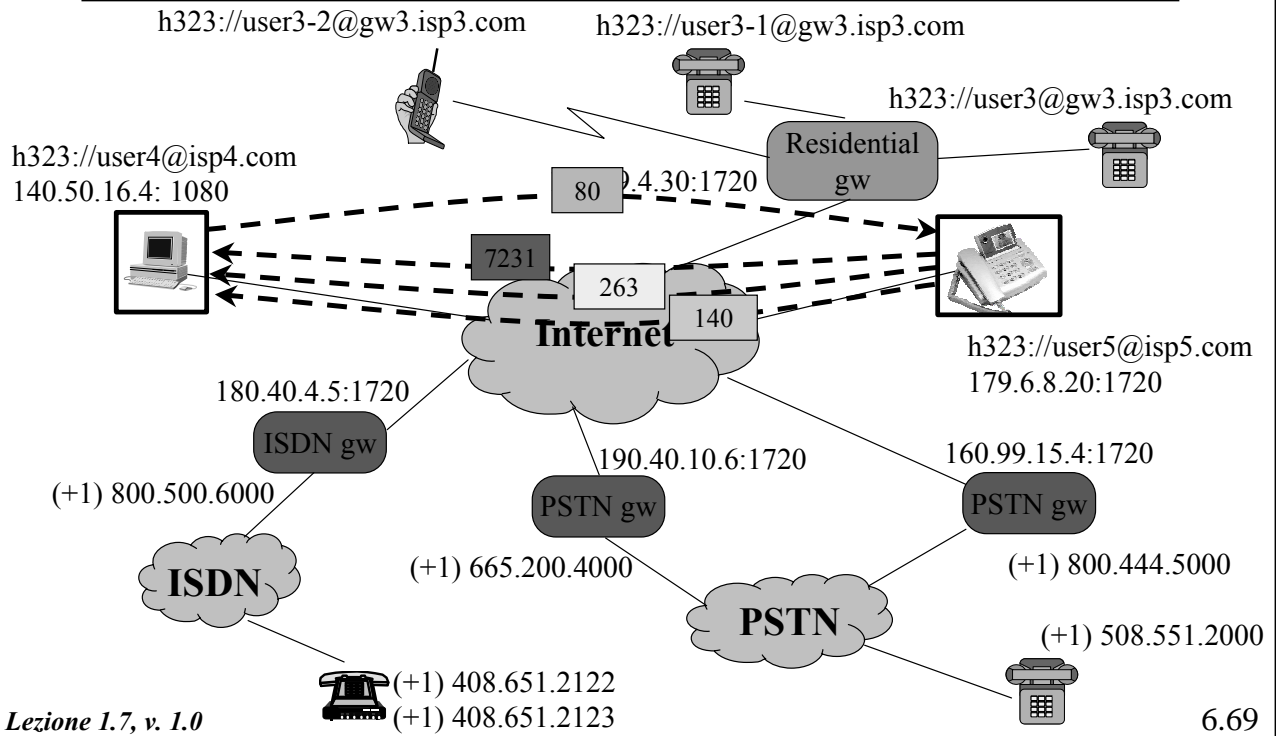 h323://user3-2@gw3.isp3.com
h323://user3-1@gw3.isp3.com
h323://user3@gw3.isp3.com
Residential
gw
h323://user4@isp4.com
140.50.16.4: 1080
80
9.4.30:1720
7231
263
140
Internet
h323://user5@isp5.com
179.6.8.20:1720
180.40.4.5:1720
ISDN gw
190.40.10.6:1720
160.99.15.4:1720
(+1) 800.500.6000
PSTN gw
PSTN gw
(+1) 665.200.4000
(+1) 800.444.5000
ISDN
PSTN
(+1) 508.551.2000
(+1) 408.651.2122
(+1) 408.651.2123
Lezione 1.7, v. 1.0
6.69